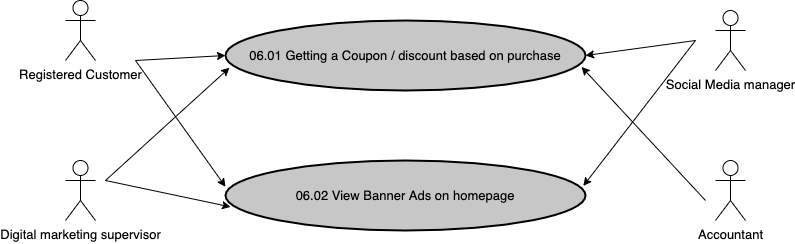 06.01 Getting a Coupon / discount based on purchase
Registered Customer
Social Media manager
06.02 View Banner Ads on homepage
Digital marketing supervisor
Accountant